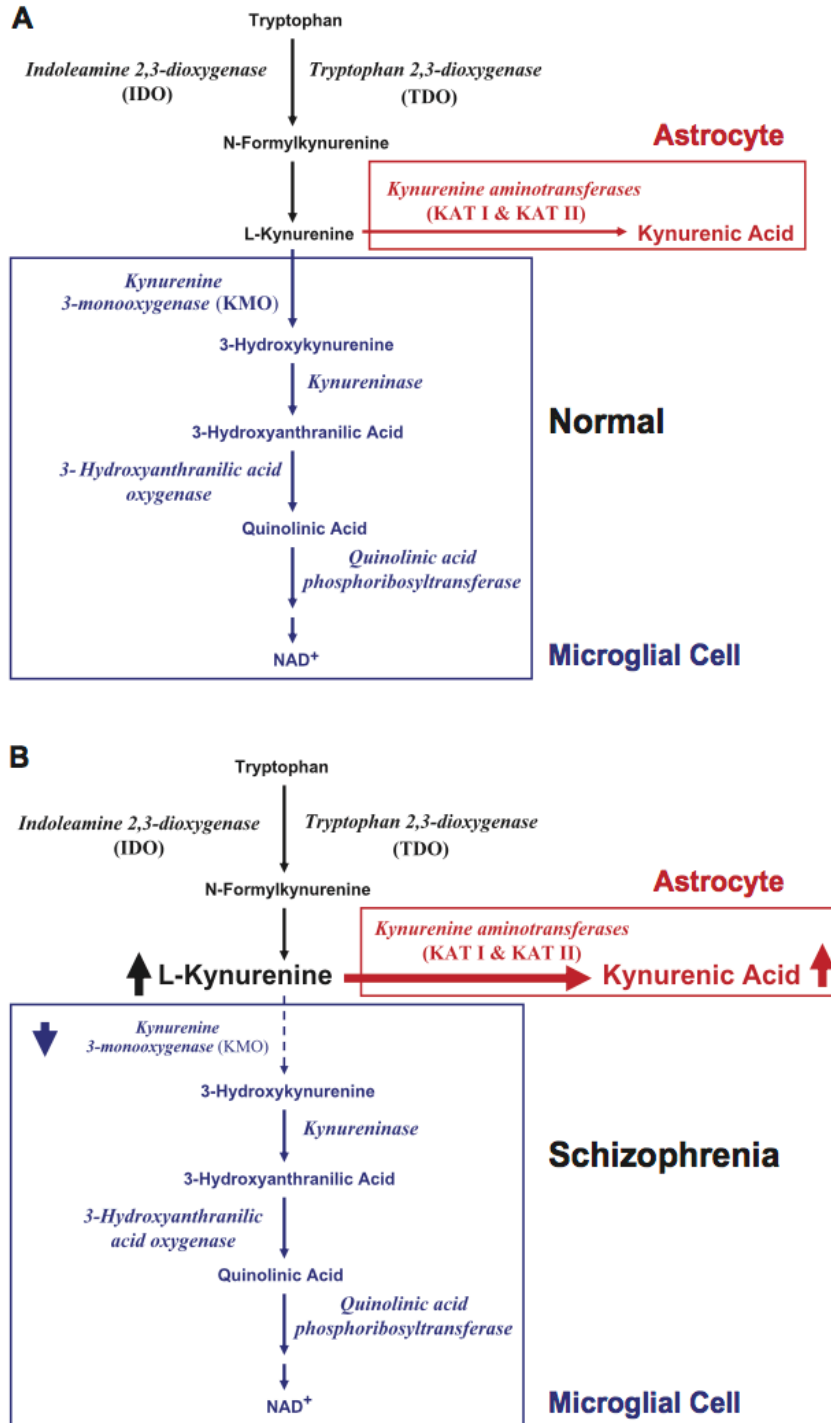 A
Tryptophan
Indoleamine 2,3-dioxygenase
(IDO)
Tryptophan 2,3-dioxygenase
(TDO)
N-Formylkynurenine
Astrocyte
Kynurenine aminotransferases
(KAT I & KAT II)
L-Kynurenine
Kynurenic Acid
Kynurenine
3-monooxygenase (KMO)
3-Hydroxykynurenine
Kynureninase
Normal
3-Hydroxyanthranilic Acid
3- Hydroxyanthranilic acid
oxygenase
Quinolinic Acid
Quinolinic acid
phosphoribosyltransferase
NAD+
Microglial Cell
B
Tryptophan
Indoleamine 2,3-dioxygenase
(IDO)
Tryptophan 2,3-dioxygenase
(TDO)
N-Formylkynurenine
Astrocyte
Kynurenine aminotransferases
(KAT I & KAT II)
L-Kynurenine
Kynurenic Acid
Kynurenine
3-monooxygenase (KMO)
3-Hydroxykynurenine
Kynureninase
Schizophrenia
3-Hydroxyanthranilic Acid
3-Hydroxyanthranilic
acid oxygenase
Quinolinic Acid
Quinolinic acid
phosphoribosyltransferase
NAD+
Microglial Cell